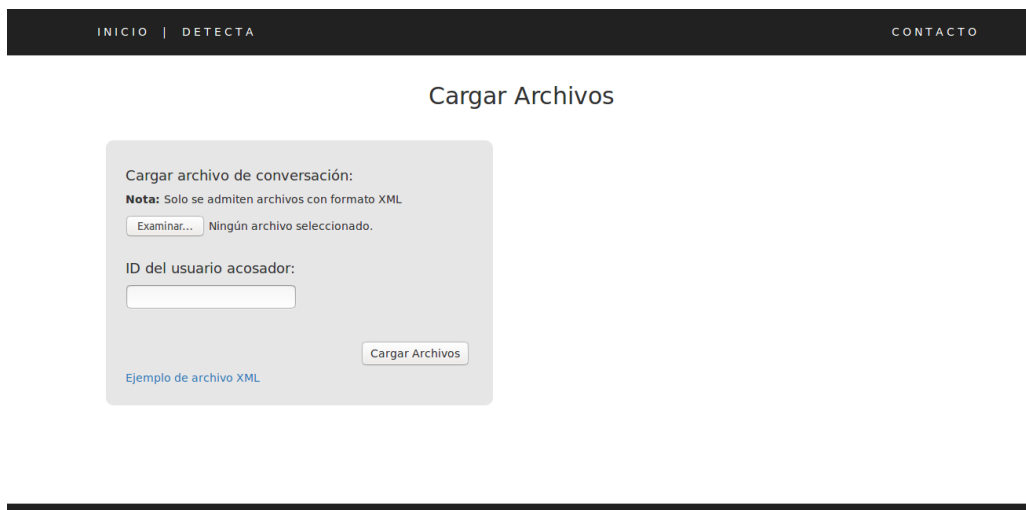 INICIO | DETECTA CONTACTO
Cargar Archivos
Cargar archivo de conversación:
Nota: Solo se admiten archivos con formato XML
Examinar... Ningún archivo seleccionado.
ID del usuario acosador:
Cargar Archivos
Ejemplo de archivo XML